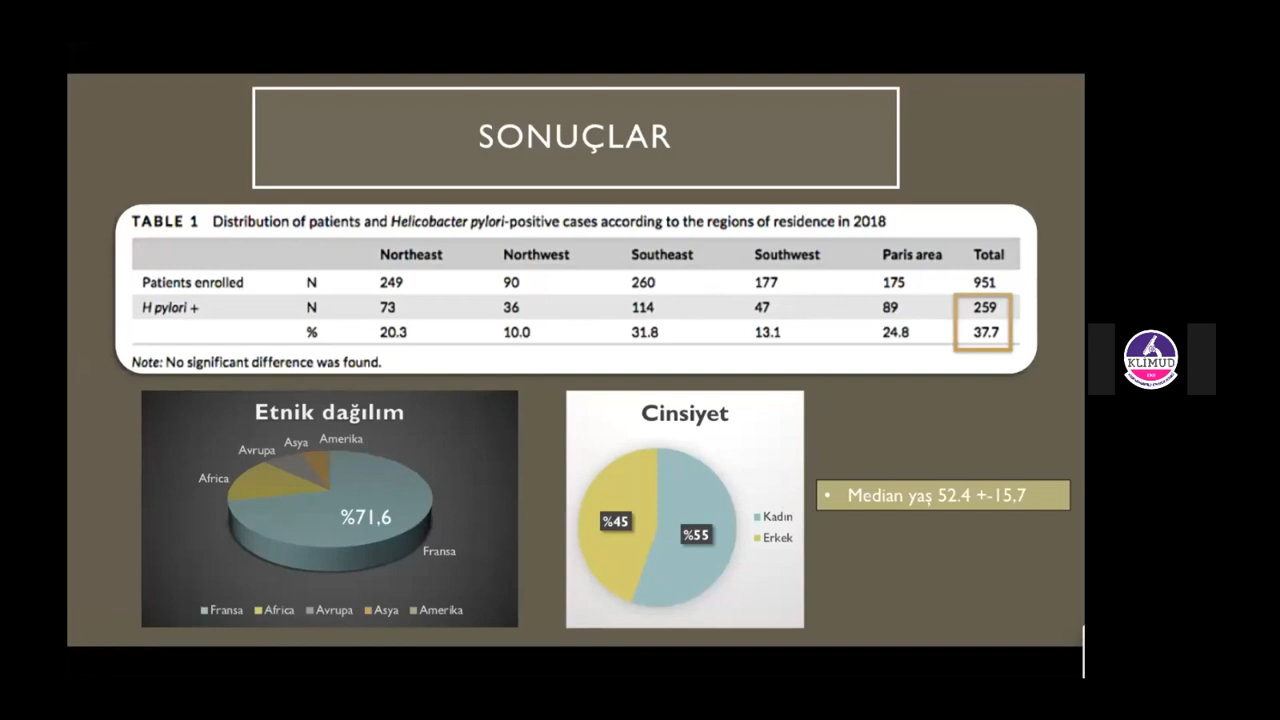 SONUÇLAR
TABLE 1 Distribution of patients and Helicobacter pylori-positive cases according to the regions of residence in 2018
Northeast Northwest Southeast Southwest Paris area Total
Patients enrolled N 249 90 260 177 175 951
H pylori + N 73 36 114 47 89 259
% 20.3 10.0 31.8 13.1 24.8 37.7
Note: No significant difference was found.
Etnik dağılım
Amerika
Asya
Avrupa
Africa
%71,6
Fransa
Fransa Africa Avrupa Asya Amerika
Cinsiyet
%45
%55
Kadın
Erkek
• Median yaş 52.4 +-15,7
KLIMUD